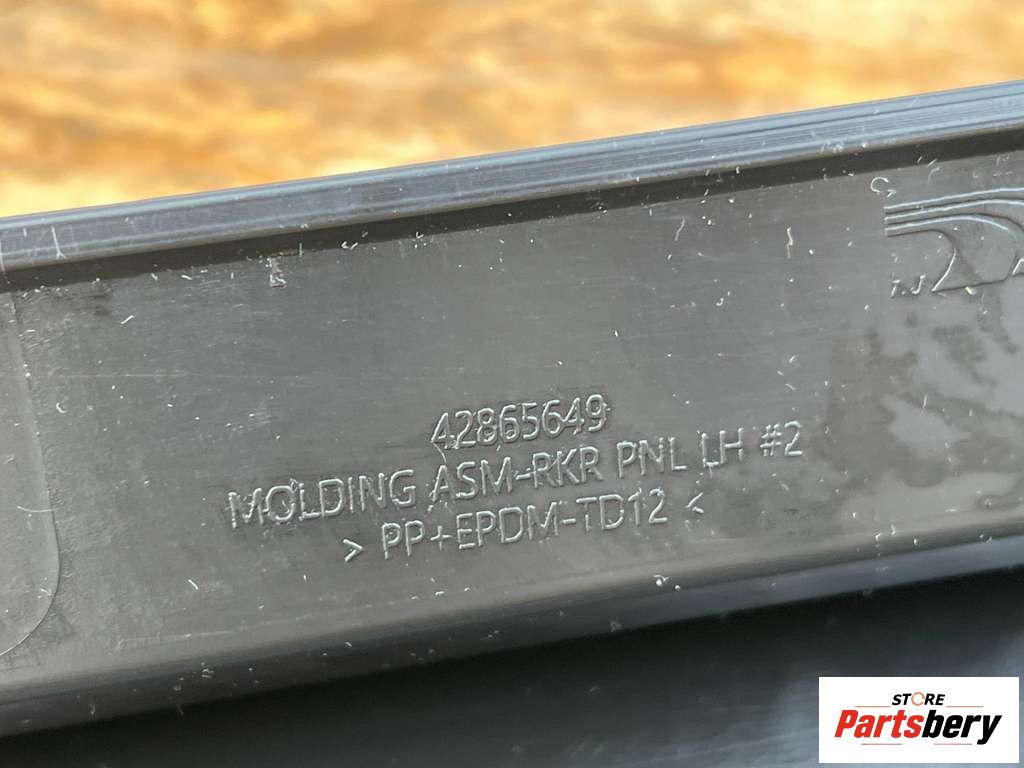 42865649
MOLDING ASM-RKR PNL LH #2
> PP+EPDM-TD12 <
STORE
Partsbery